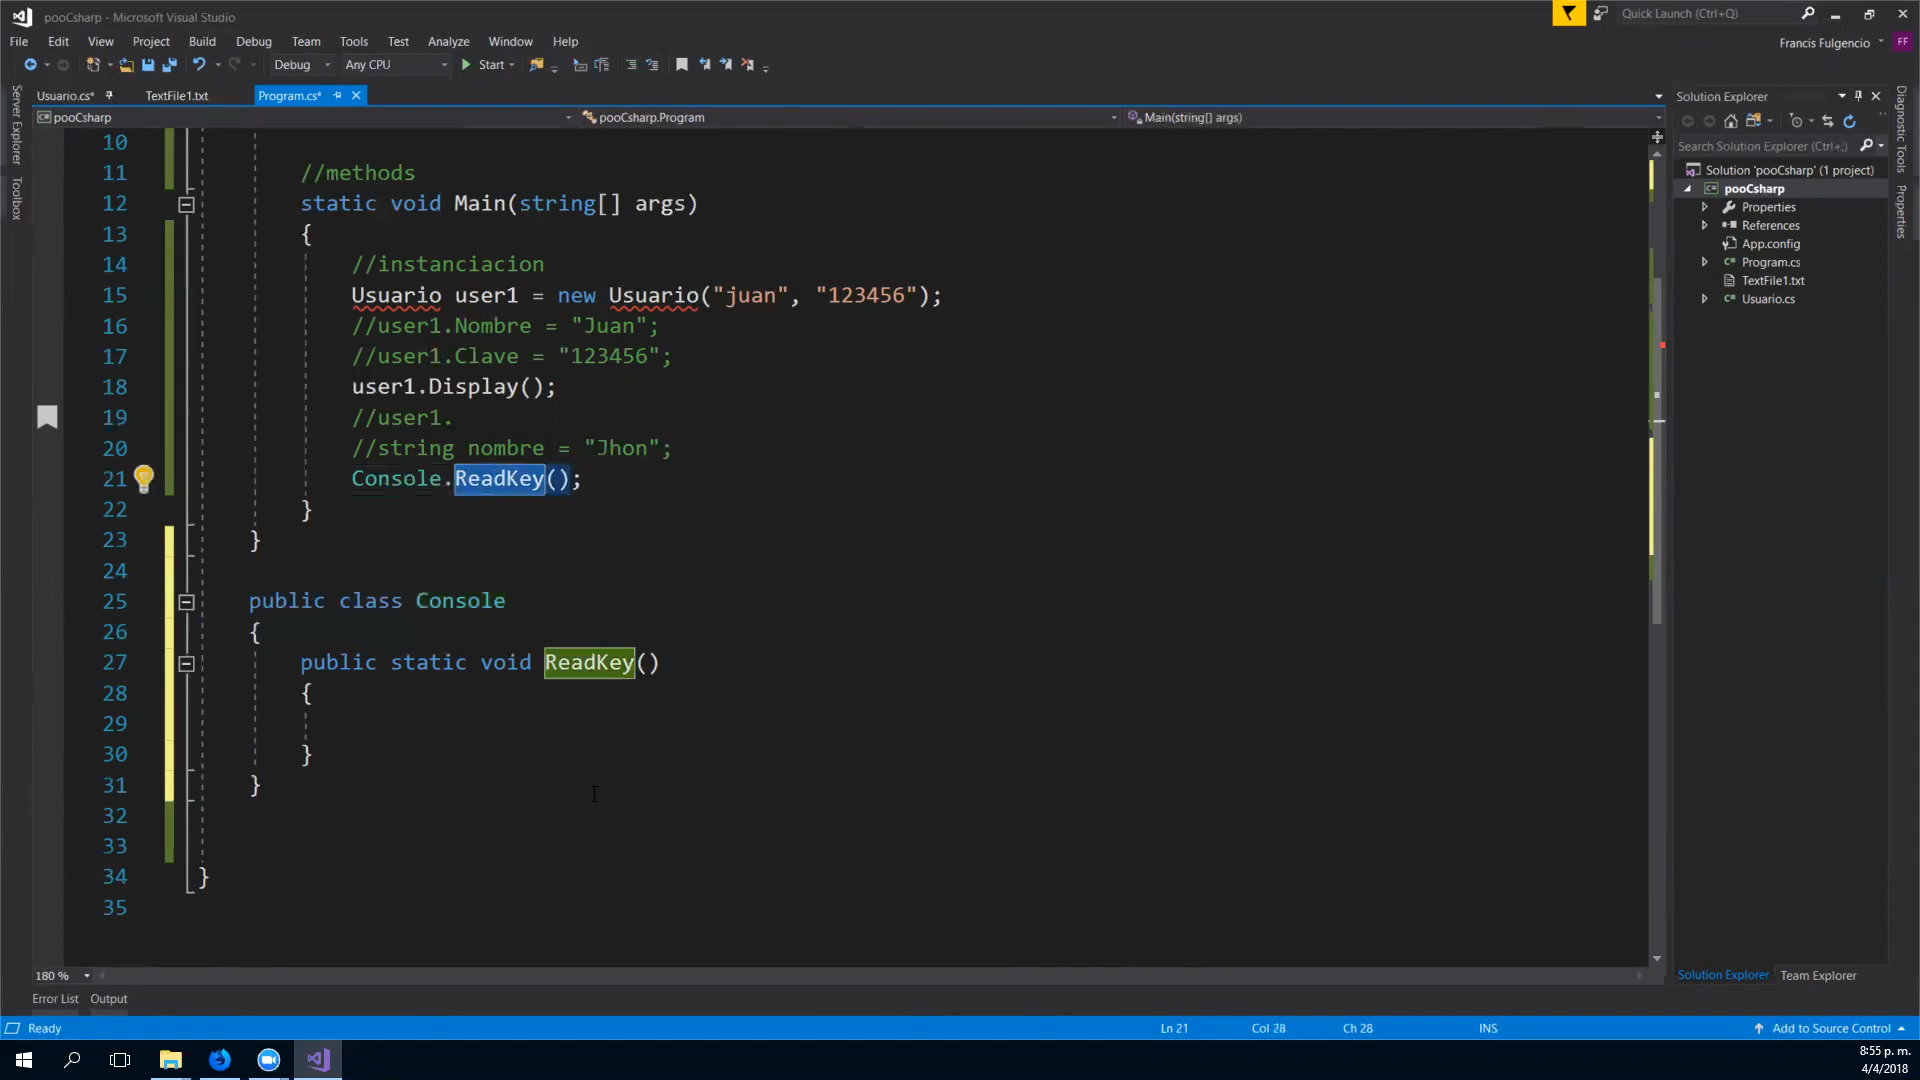 pooCsharp - Microsoft Visual Studio
Quick Launch (Ctrl+Q)
File Edit View Project Build Debug Team Tools Test Analyze Window Help
Francis Fulgencio FF
Debug Any CPU Start
Usuario.cs* TextFile1.txt Program.cs*
pooCsharp pooCsharp.Program Main(string[] args)
10
11 //methods
12 static void Main(string[] args)
13 {
14 //instanciacion
15 Usuario user1 = new Usuario("juan", "123456");
16 //user1.Nombre = "Juan";
17 //user1.Clave = "123456";
18 user1.Display();
19 //user1.
20 //string nombre = "Jhon";
21 Console.ReadKey();
22 }
23 }
24
25 public class Console
26 {
27 public static void ReadKey()
28 {
29
30 }
31 }
32
33
34 }
35
180 %
Server Explorer
Toolbox
Solution Explorer
Search Solution Explorer (Ctrl+;)
Solution 'pooCsharp' (1 project)
pooCsharp
Properties
References
App.config
Program.cs
TextFile1.txt
Usuario.cs
Solution Explorer Team Explorer
Diagnostic Tools
Properties
Error List Output
Ready Ln 21 Col 28 Ch 28 INS Add to Source Control
8:55 p. m.
4/4/2018